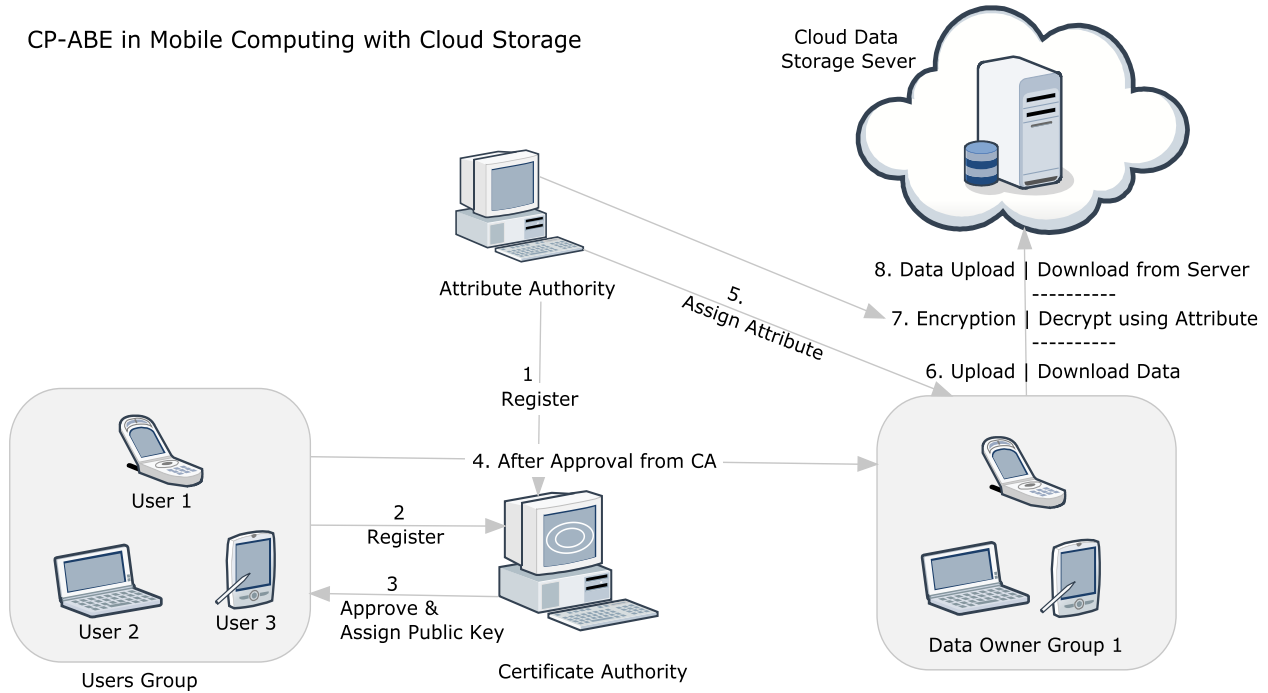 CP-ABE in Mobile Computing with Cloud Storage
Cloud Data
Storage Sever
Attribute Authority
8. Data Upload | Download from Server
----------
7. Encryption | Decrypt using Attribute
----------
6. Upload | Download Data
5.
Assign Attribute
1
Register
4. After Approval from CA
2
Register
3
Approve &
Assign Public Key
User 1
User 2
User 3
Users Group
Certificate Authority
Data Owner Group 1